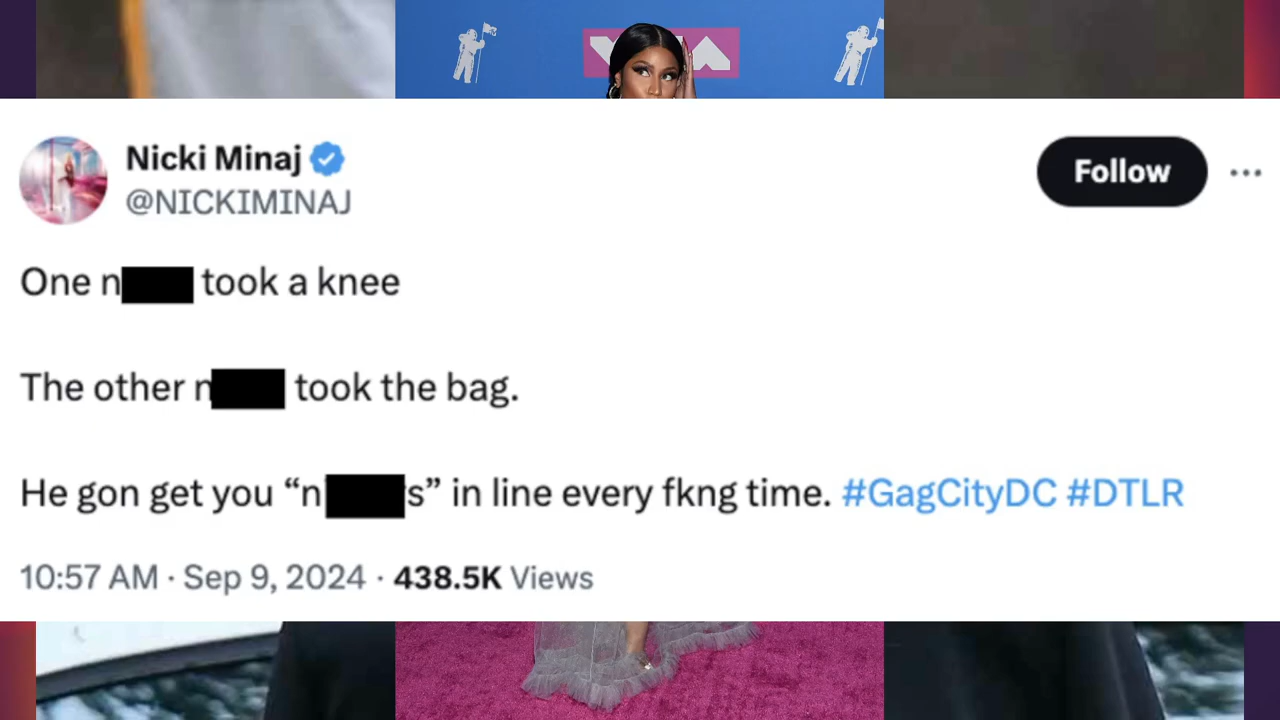 Nicki Minaj
@NICKIMINAJ
Follow
One n took a knee
The other n took the bag.
He gon get you “n s” in line every fkng time. #GagCityDC #DTLR
10:57 AM · Sep 9, 2024 · 438.5K Views